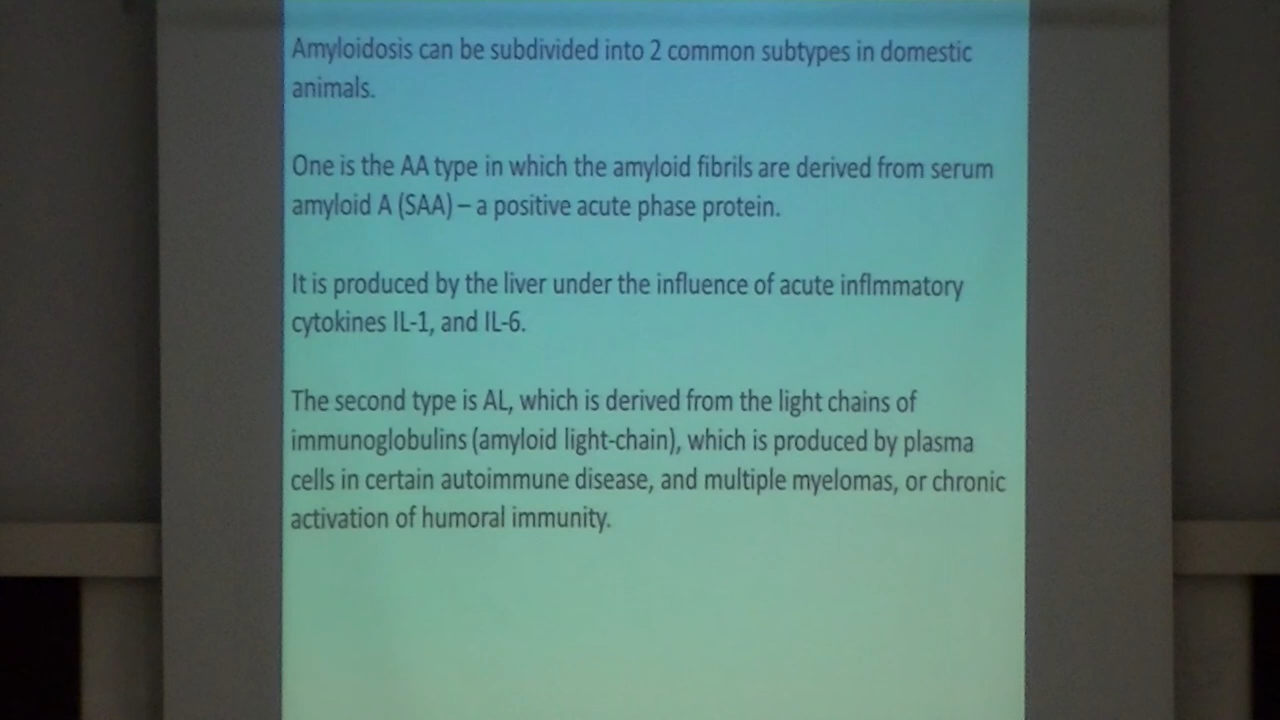 Amyloidosis can be subdivided into 2 common subtypes in domestic
animals.
One is the AA type in which the amyloid fibrils are derived from serum
amyloid A (SAA) – a positive acute phase protein.
It is produced by the liver under the influence of acute inflmmatory
cytokines IL-1, and IL-6.
The second type is AL, which is derived from the light chains of
immunoglobulins (amyloid light-chain), which is produced by plasma
cells in certain autoimmune disease, and multiple myelomas, or chronic
activation of humoral immunity.